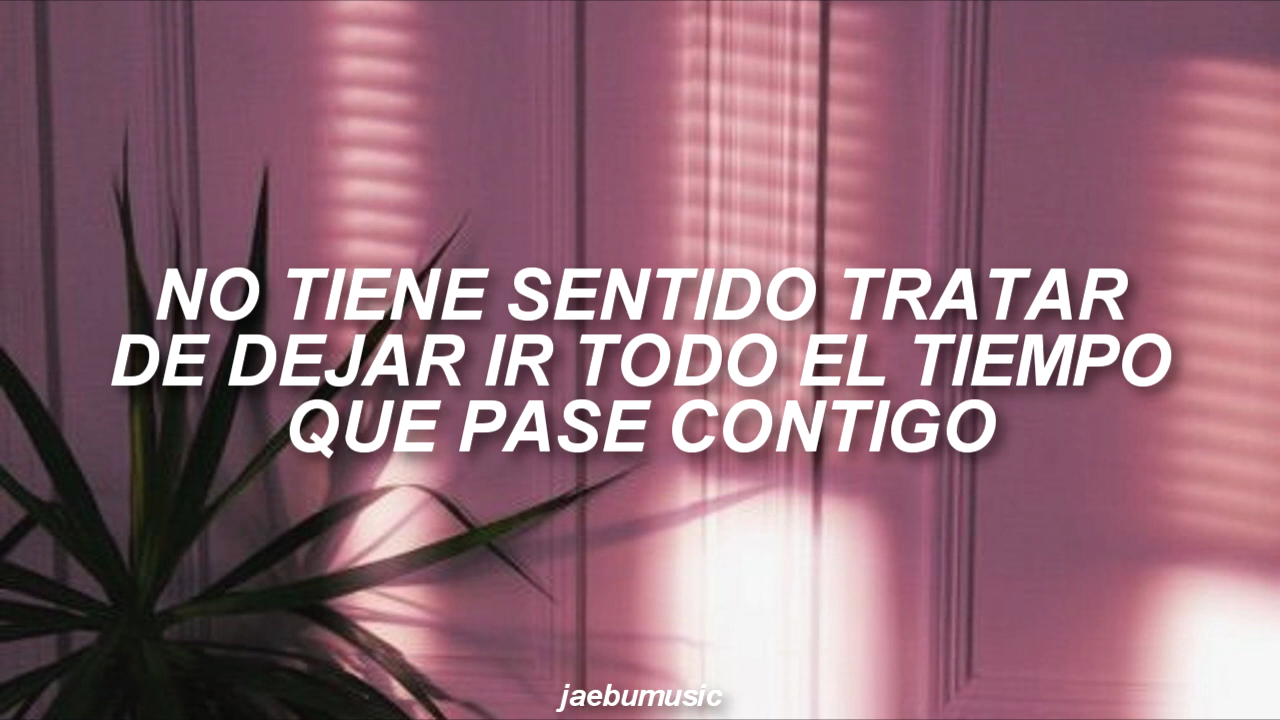 NO TIENE SENTIDO TRATAR
DE DEJAR IR TODO EL TIEMPO
QUE PASE CONTIGO
jaebumusic